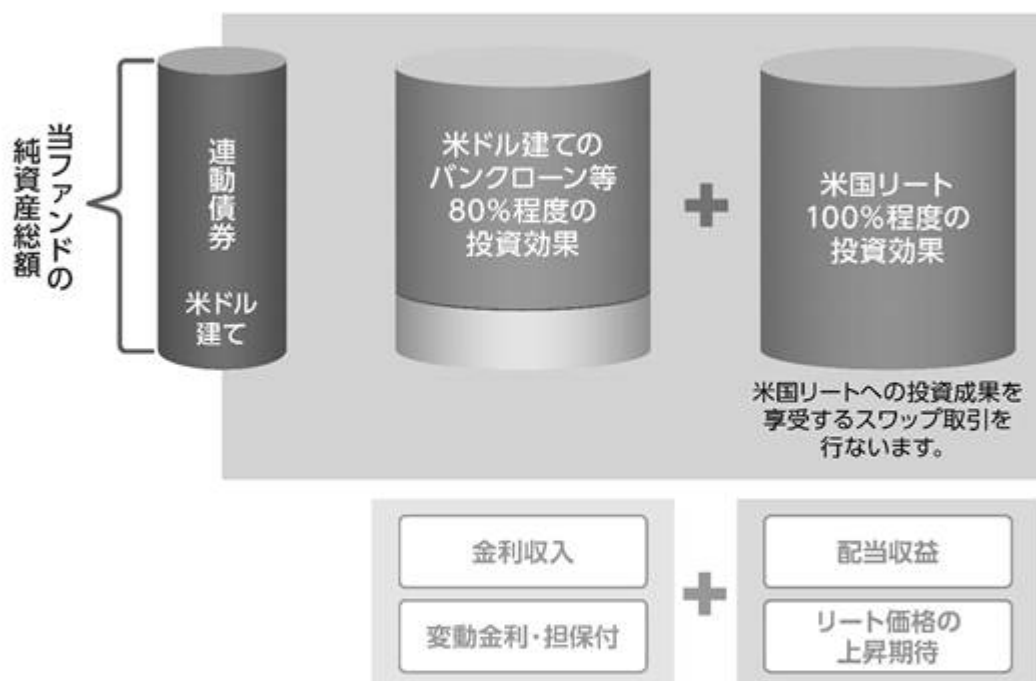 当ファンドの
純資産総額
連動債券
米ドル
建て
米ドル建ての
バンクローン等
80%程度の
投資効果
+
米国リート
100%程度の
投資効果
米国リートへの投資成果を
享受するスワップ取引を
行ないます。
金利収入
変動金利・担保付
+
配当収益
リート価格の
上昇期待